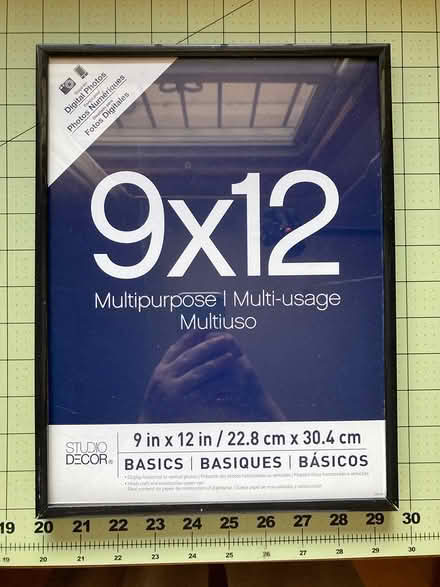 Digital Photos
Photos Numériques
Fotos Digitales
9x12
Multipurpose | Multi-usage
Multiuso
STUDIO
DECOR®
9 in x 12 in / 22.8 cm x 30.4 cm
BASICS | BASIQUES | BÁSICOS
19 20 21 22 23 24 25 26 27 28 29 30